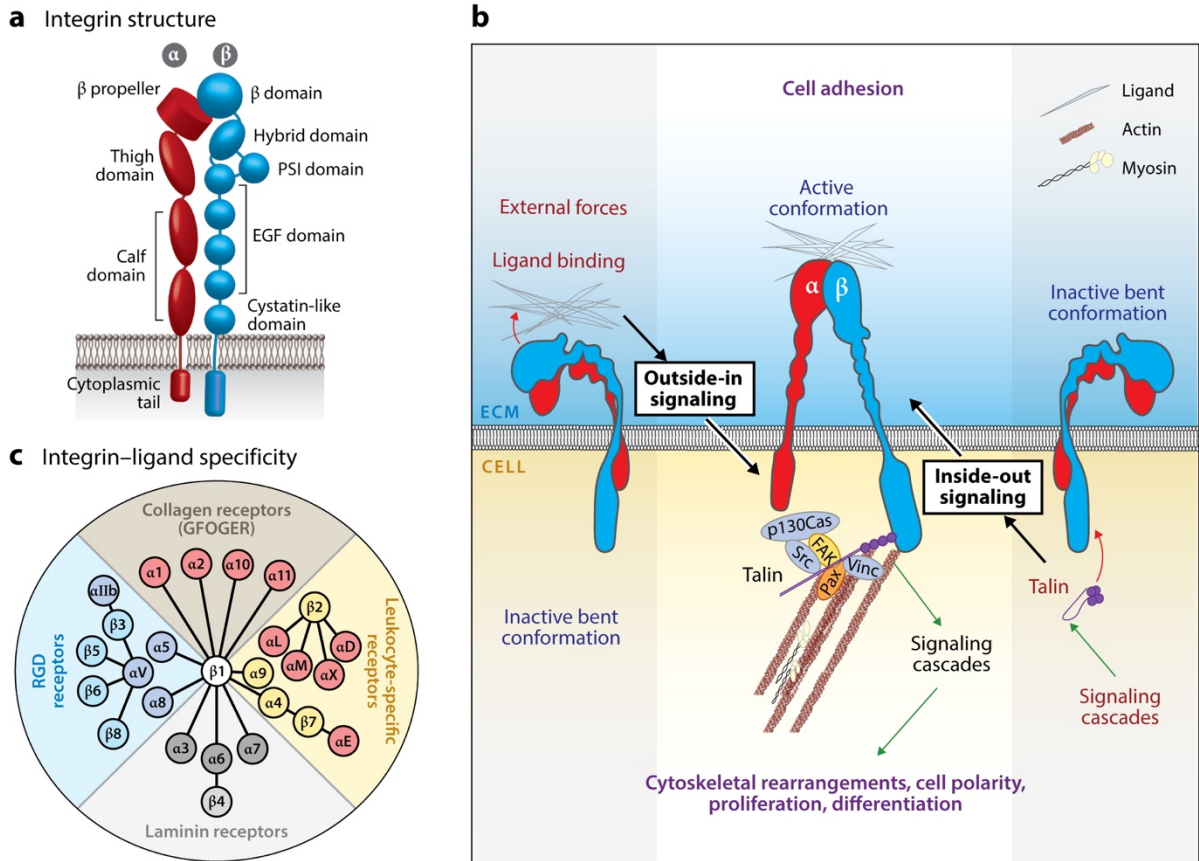 a Integrin structure
α
β
β propeller
β domain
Hybrid domain
Thigh
domain
PSI domain
EGF domain
Calf
domain
Cystatin-like
domain
Cytoplasmic
tail
b
Cell adhesion
Ligand
Actin
Myosin
Active
conformation
External forces
Ligand binding
α
β
Inactive bent
conformation
Outside-in
signaling
ECM
CELL
Inside-out
signaling
p130Cas
FAK
Src
Vinc
Pax
Talin
Talin
Inactive bent
conformation
Signaling
cascades
Signaling
cascades
Cytoskeletal rearrangements, cell polarity,
proliferation, differentiation
c Integrin–ligand specificity
Collagen receptors
(GFOGER)
α1
α2
α10
α11
RGD
receptors
αIIb
β3
β5
αV
β6
β8
α5
α8
β1
Leukocyte-specific
receptors
β2
αL
αM
αX
αD
α9
α4
β7
αE
α3
α6
α7
β4
Laminin receptors